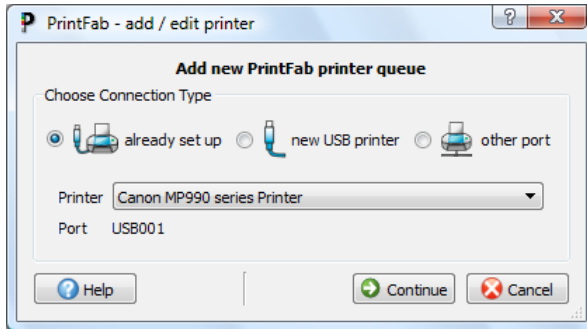 PrintFab - add / edit printer
Add new PrintFab printer queue
Choose Connection Type
already set up new USB printer other port
Printer Canon MP990 series Printer
Port USB001
Help Continue Cancel